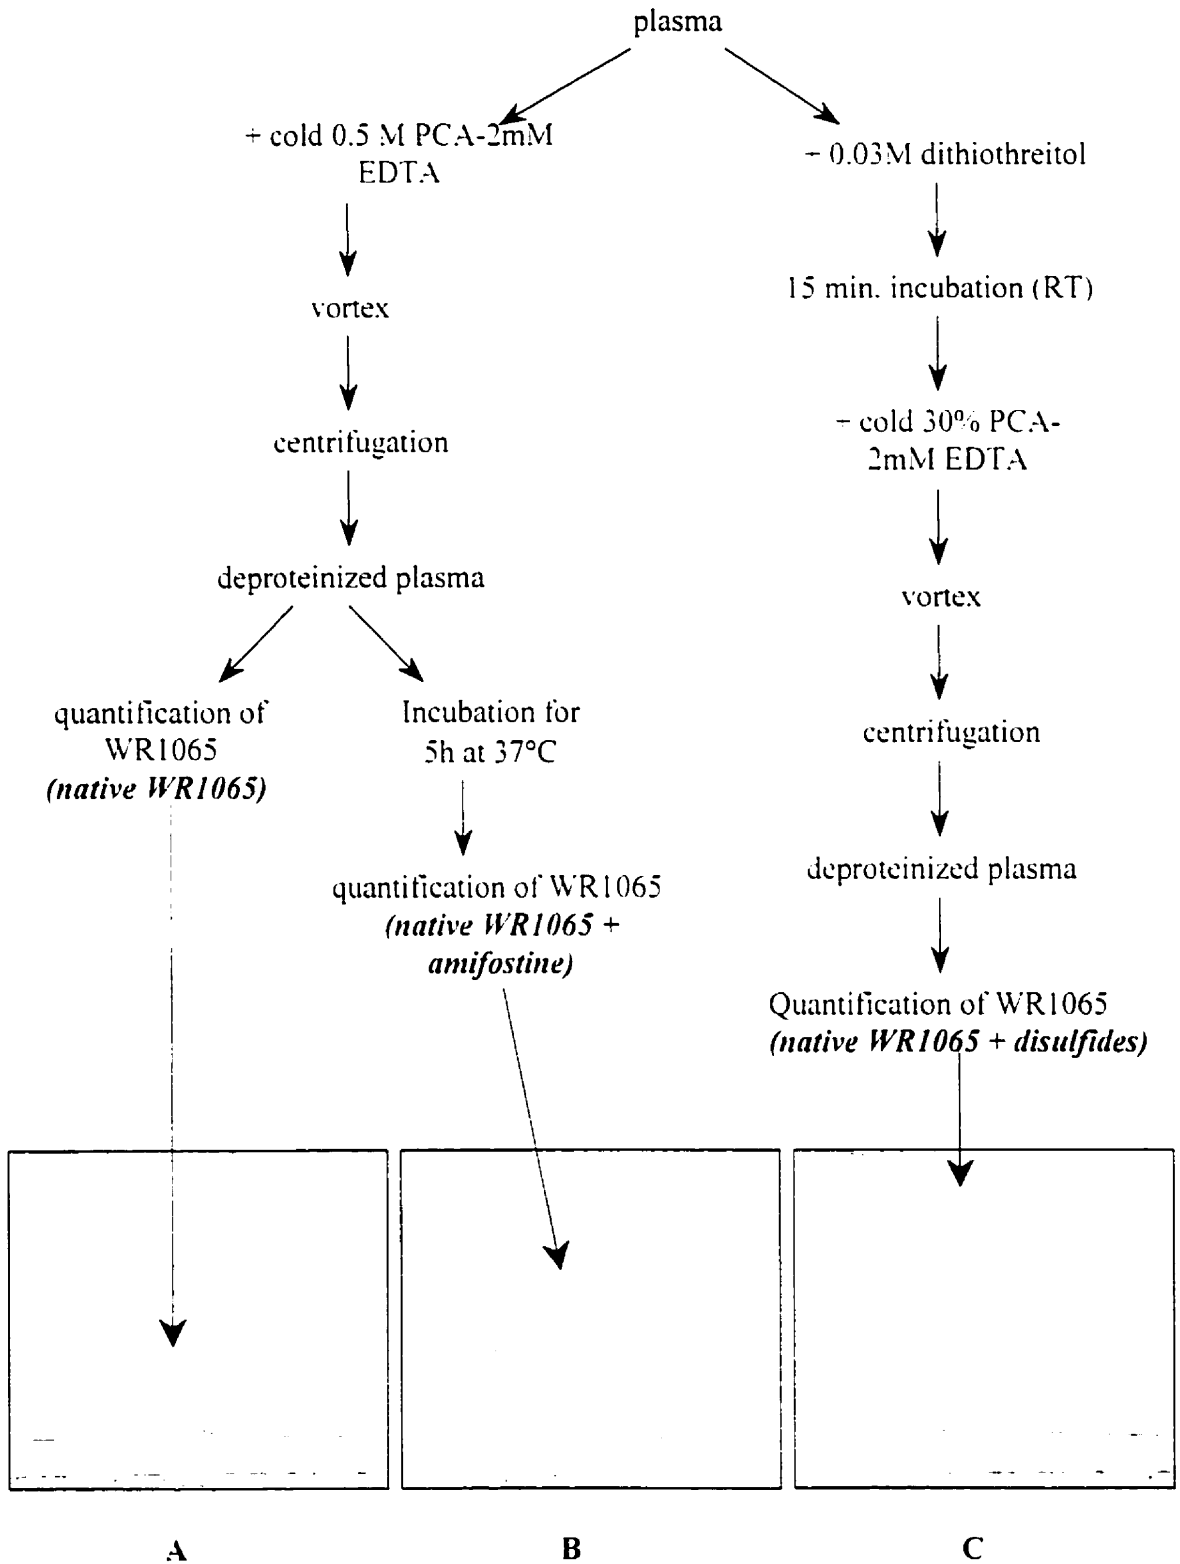 plasma
+ cold 0.5 M PCA-2mM
EDTA
vortex
centrifugation
deproteinized plasma
quantification of
WR1065
(native WR1065)
Incubation for
5h at 37°C
quantification of WR1065
(native WR1065 +
amifostine)
+ 0.03M dithiothreitol
15 min. incubation (RT)
+ cold 30% PCA-
2mM EDTA
vortex
centrifugation
deproteinized plasma
Quantification of WR1065
(native WR1065 + disulfides)
A
B
C